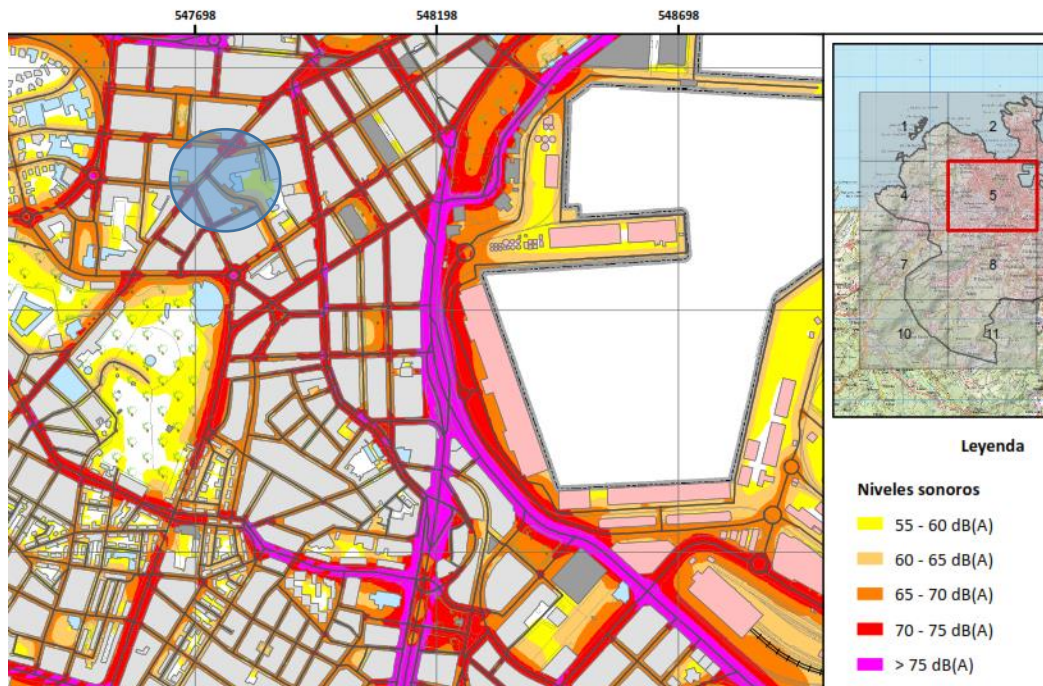 547698
548198
548698
1
2
4
5
7
8
10
11
Leyenda
Niveles sonoros
55 - 60 dB(A)
60 - 65 dB(A)
65 - 70 dB(A)
70 - 75 dB(A)
> 75 dB(A)